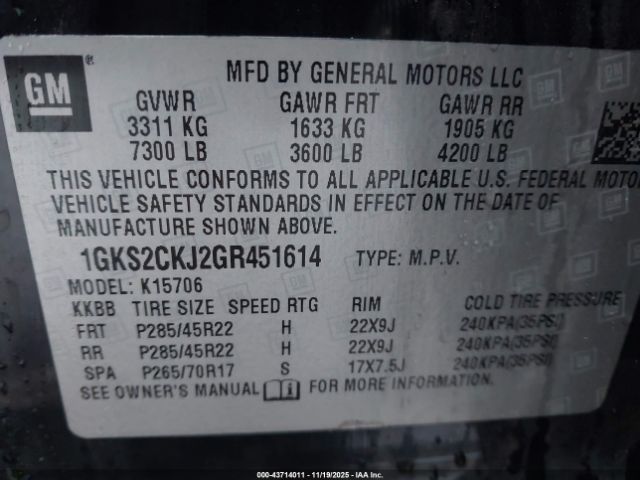 GM
MFD BY GENERAL MOTORS LLC
GVWR GAWR FRT GAWR RR
3311 KG 1633 KG 1905 KG
7300 LB 3600 LB 4200 LB
THIS VEHICLE CONFORMS TO ALL APPLICABLE U.S. FEDERAL MOTO
VEHICLE SAFETY STANDARDS IN EFFECT ON THE DATE OF
MANUFACTURE SHOWN ABOVE.
1GKS2CKJ2GR451614 TYPE: M.P.V.
MODEL: K15706
KKBB TIRE SIZE SPEED RTG RIM COLD TIRE PRESSURE
FRT P285/45R22 H 22X9J 240KPA(35PSI)
RR P285/45R22 H 22X9J 240KPA(35PSI)
SPA P265/70R17 S 17X7.5J 240KPA(35PSI)
SEE OWNER'S MANUAL FOR MORE INFORMATION.
000-43714011 - 11/19/2025 - IAA Inc.